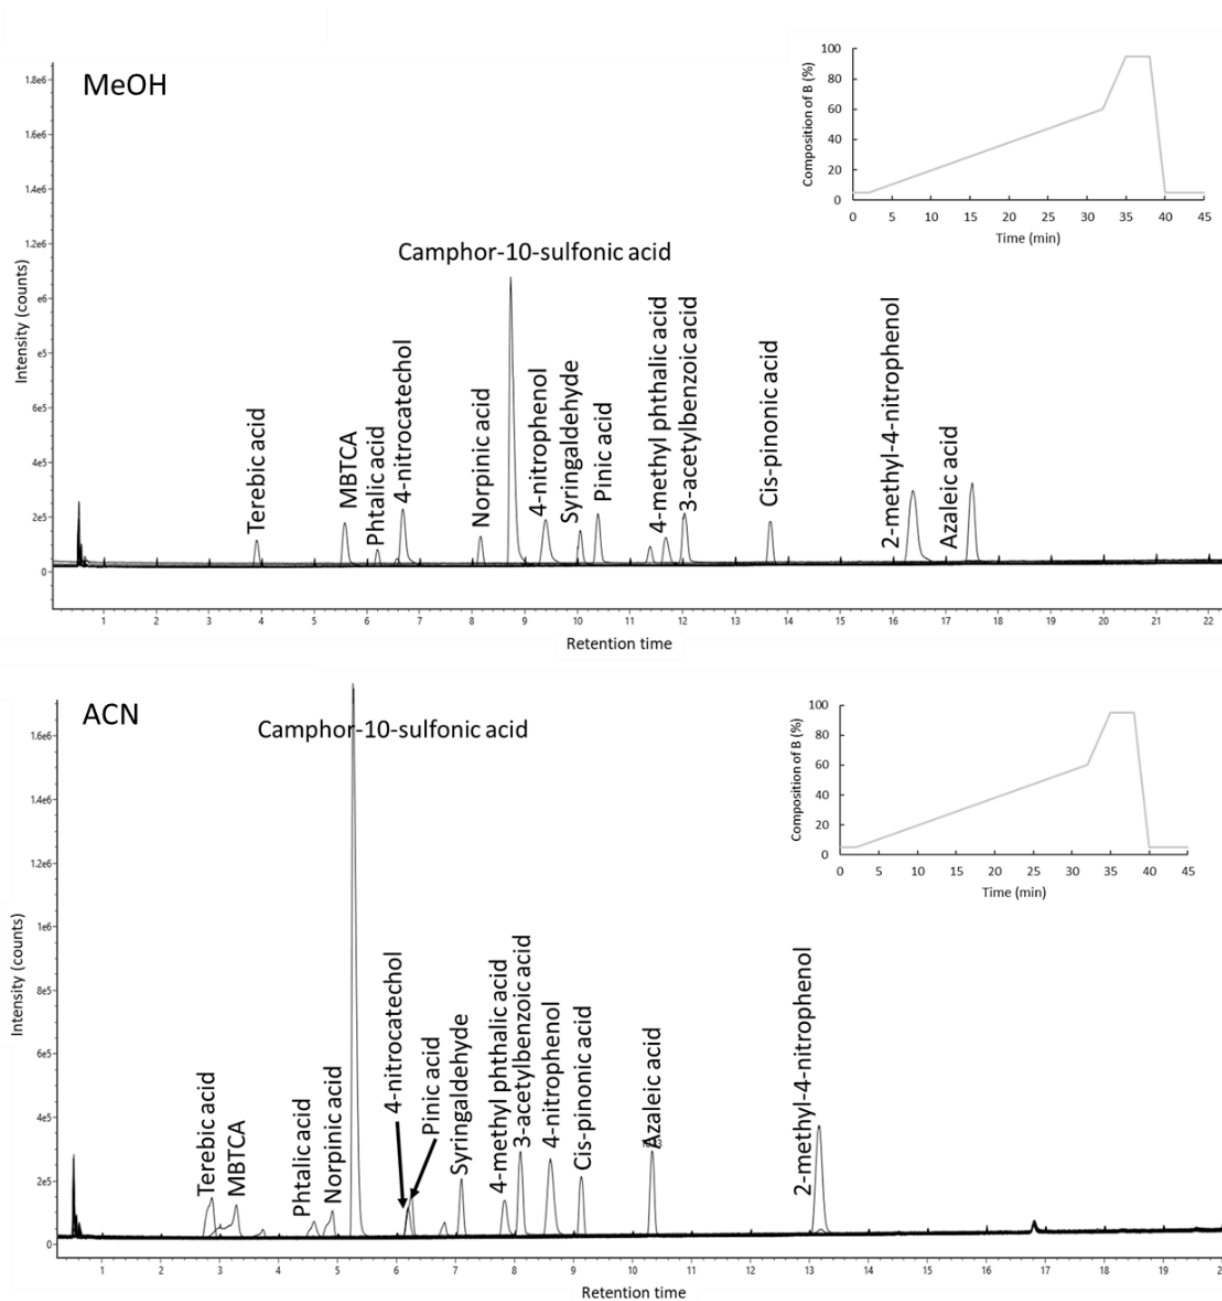 MeOH
1.8e6
1.6e6
1.4e6
1.2e6
e6
e5
6e5
4e5
2e5
0
Intensity (counts)
Terebic acid
MBTCA
Phtalic acid
4-nitrocatechol
Norpinic acid
Camphor-10-sulfonic acid
4-nitrophenol
Syringaldehyde
Pinic acid
4-methyl phthalic acid
3-acetylbenzoic acid
Cis-pinonic acid
2-methyl-4-nitrophenol
Azaleic acid
1 2 3 4 5 6 7 8 9 10 11 12 13 14 15 16 17 18 19 20 21 22
Retention time
Composition of B (%)
100
80
60
40
20
0
0 5 10 15 20 25 30 35 40 45
Time (min)
ACN
1.6e6
1.4e6
1.2e6
1e6
8e5
6e5
4e5
2e5
0
Intensity (counts)
Terebic acid
MBTCA
Phtalic acid
Norpinic acid
Camphor-10-sulfonic acid
4-nitrocatechol
Pinic acid
Syringaldehyde
4-methyl phthalic acid
3-acetylbenzoic acid
4-nitrophenol
Cis-pinonic acid
Azaleic acid
2-methyl-4-nitrophenol
1 2 3 4 5 6 7 8 9 10 11 12 13 14 15 16 17 18 19
Retention time
Composition of B (%)
100
80
60
40
20
0
0 5 10 15 20 25 30 35 40 45
Time (min)